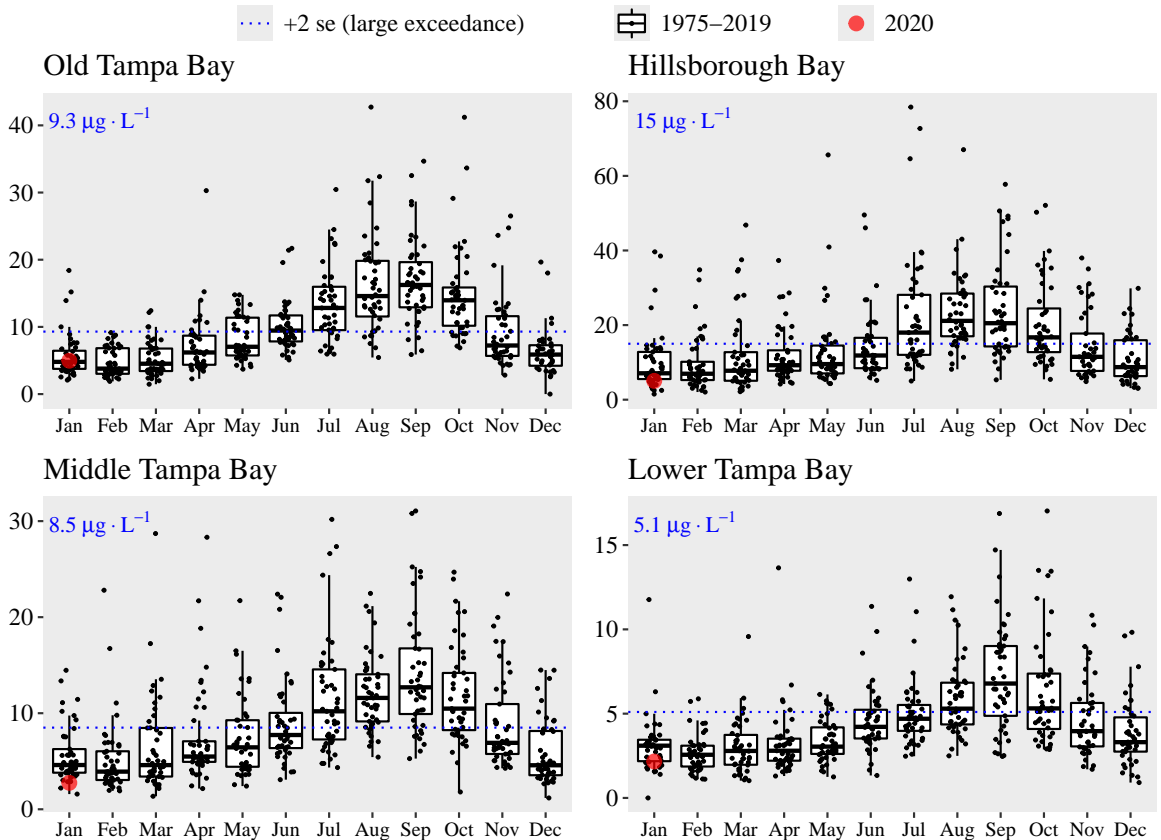 +2 se (large exceedance) 1975–2019 2020
Old Tampa Bay
9.3 μg · L⁻¹
40
30
20
10
0
Jan Feb Mar Apr May Jun Jul Aug Sep Oct Nov Dec
Hillsborough Bay
15 μg · L⁻¹
80
60
40
20
0
Jan Feb Mar Apr May Jun Jul Aug Sep Oct Nov Dec
Middle Tampa Bay
8.5 μg · L⁻¹
30
20
10
0
Jan Feb Mar Apr May Jun Jul Aug Sep Oct Nov Dec
Lower Tampa Bay
5.1 μg · L⁻¹
15
10
5
0
Jan Feb Mar Apr May Jun Jul Aug Sep Oct Nov Dec